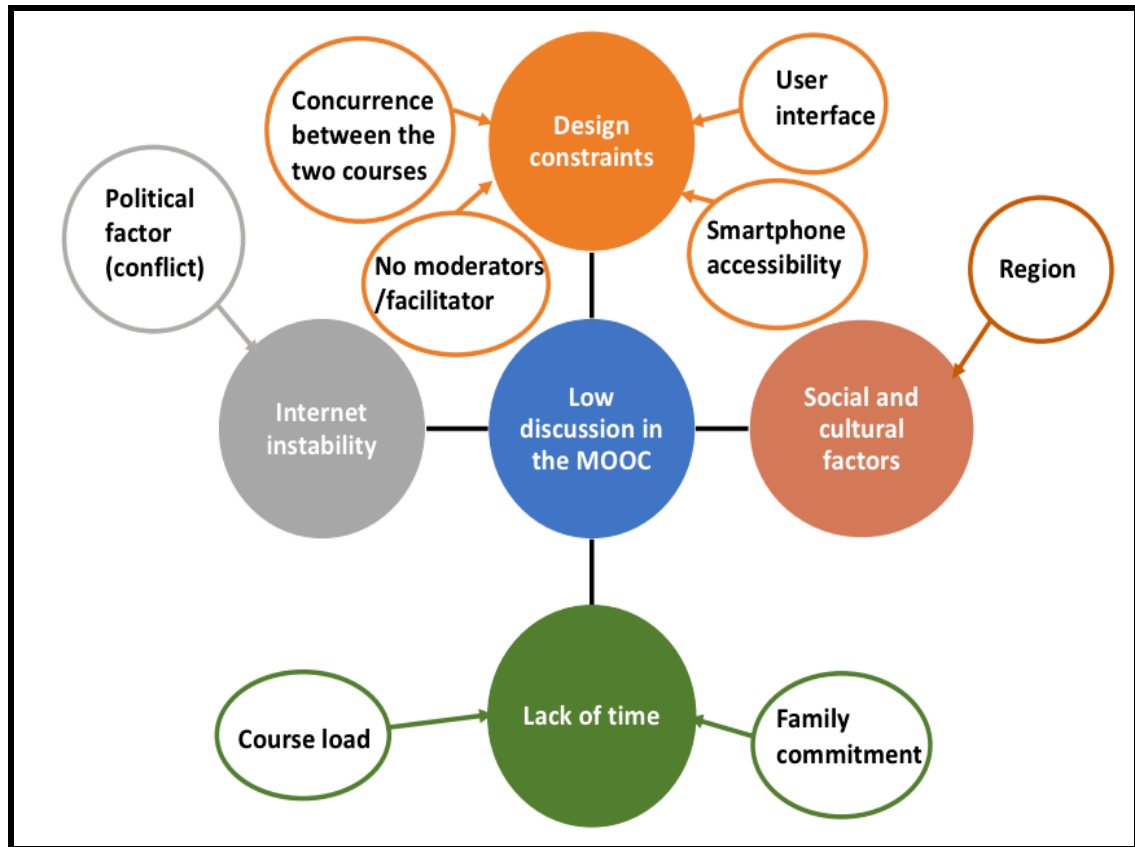 Concurrence
between the
two courses
Design
constraints
User
interface
Political
factor
(conflict)
No moderators
/facilitator
Smartphone
accessibility
Region
Internet
instability
Low
discussion in
the MOOC
Social and
cultural
factors
Course load
Lack of time
Family
commitment